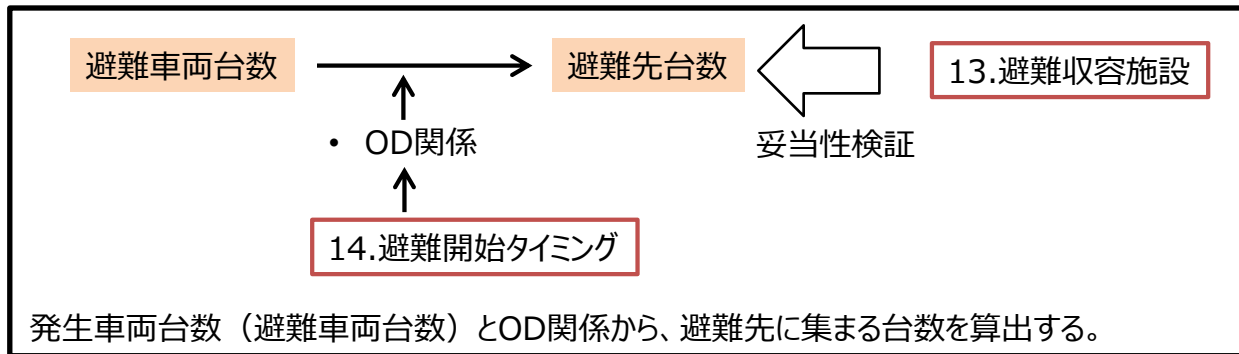 避難車両台数
避難先台数
13.避難収容施設
• OD関係
妥当性検証
14.避難開始タイミング
発生車両台数（避難車両台数）とOD関係から、避難先に集まる台数を算出する。